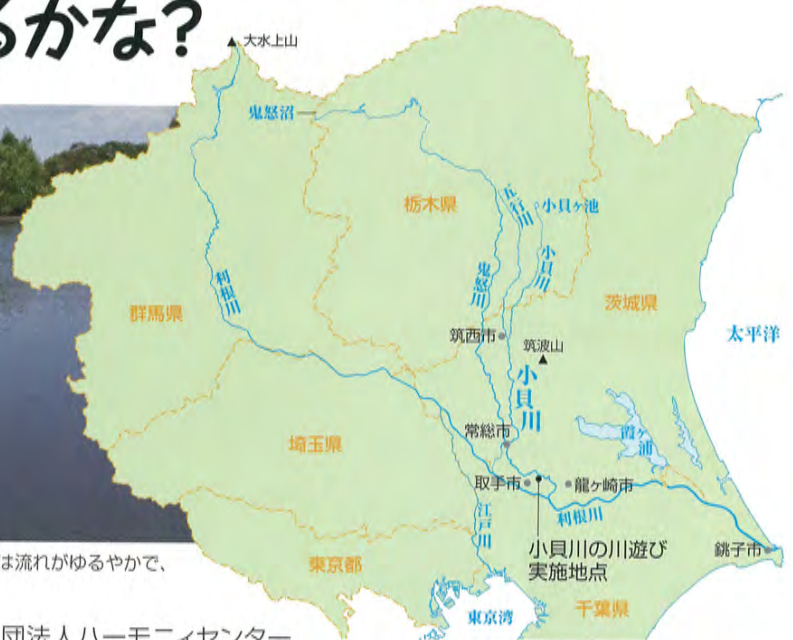 るかな?
大水上山
鬼怒沼
栃木県
五行川
小貝ヶ池
小貝川
鬼怒川
利根川
群馬県
茨城県
筑西市
筑波山
太平洋
小貝川
常総市
霞ヶ浦
埼玉県
取手市
龍ヶ崎市
利根川
江戸川
小貝川の川遊び
実施地点
銚子市
は流れがゆるやかで、
東京都
東京湾
千葉県
団法人ハーモニィセンター